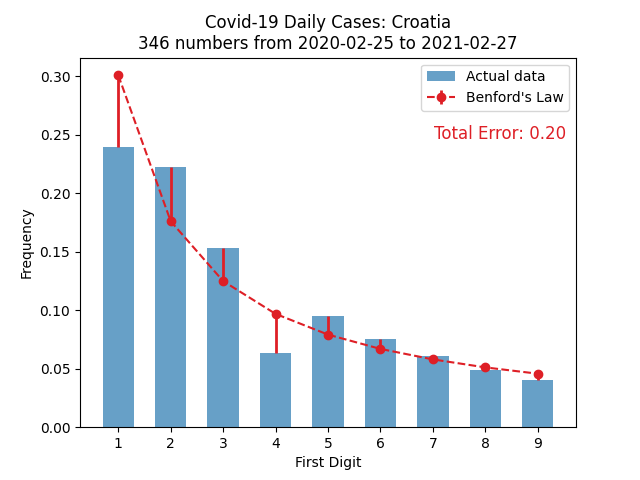 Covid-19 Daily Cases: Croatia
346 numbers from 2020-02-25 to 2021-02-27
Actual data
Benford's Law
Total Error: 0.20
Frequency
0.30
0.25
0.20
0.15
0.10
0.05
0.00
1 2 3 4 5 6 7 8 9
First Digit